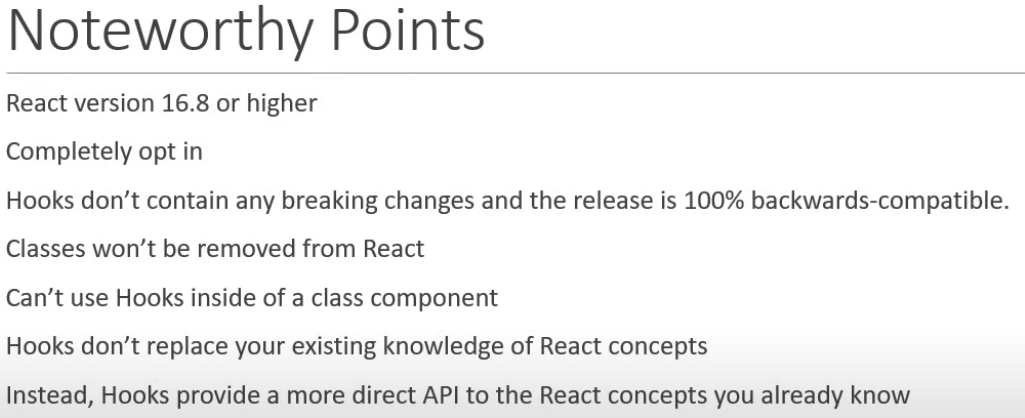 Noteworthy Points
React version 16.8 or higher
Completely opt in
Hooks don’t contain any breaking changes and the release is 100% backwards-compatible.
Classes won’t be removed from React
Can’t use Hooks inside of a class component
Hooks don’t replace your existing knowledge of React concepts
Instead, Hooks provide a more direct API to the React concepts you already know